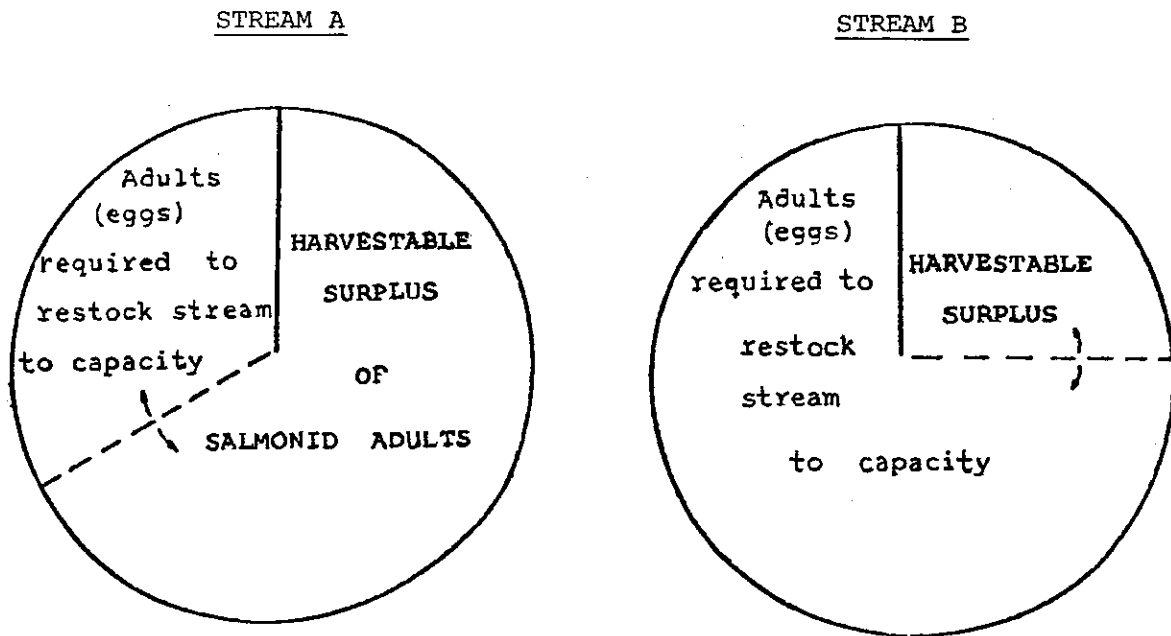 STREAM A
Adults
(eggs)
required to
restock stream
to capacity
HARVESTABLE
SURPLUS
OF
SALMONID ADULTS
STREAM B
Adults
(eggs)
required to
restock
stream
to capacity
HARVESTABLE
SURPLUS